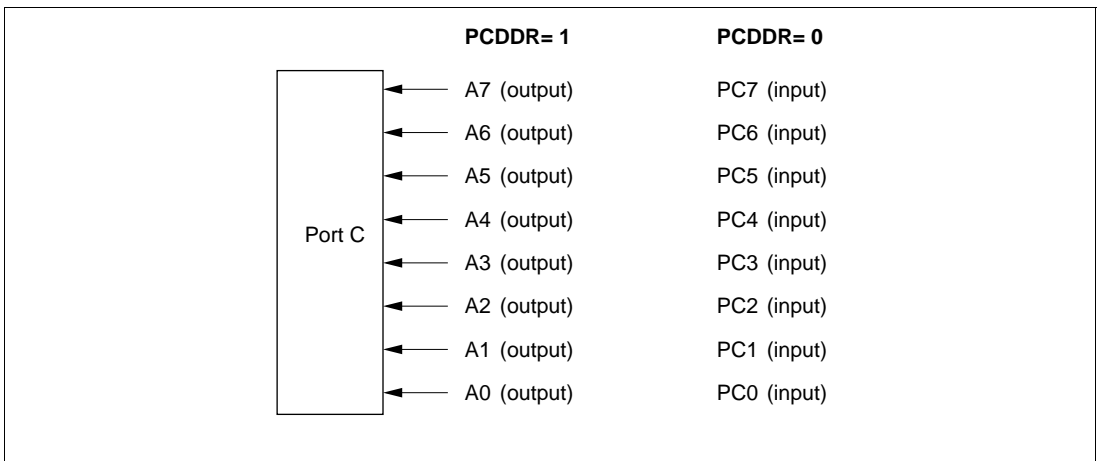 PCDDR= 1 PCDDR= 0
A7 (output) PC7 (input)
A6 (output) PC6 (input)
A5 (output) PC5 (input)
A4 (output) PC4 (input)
Port C
A3 (output) PC3 (input)
A2 (output) PC2 (input)
A1 (output) PC1 (input)
A0 (output) PC0 (input)